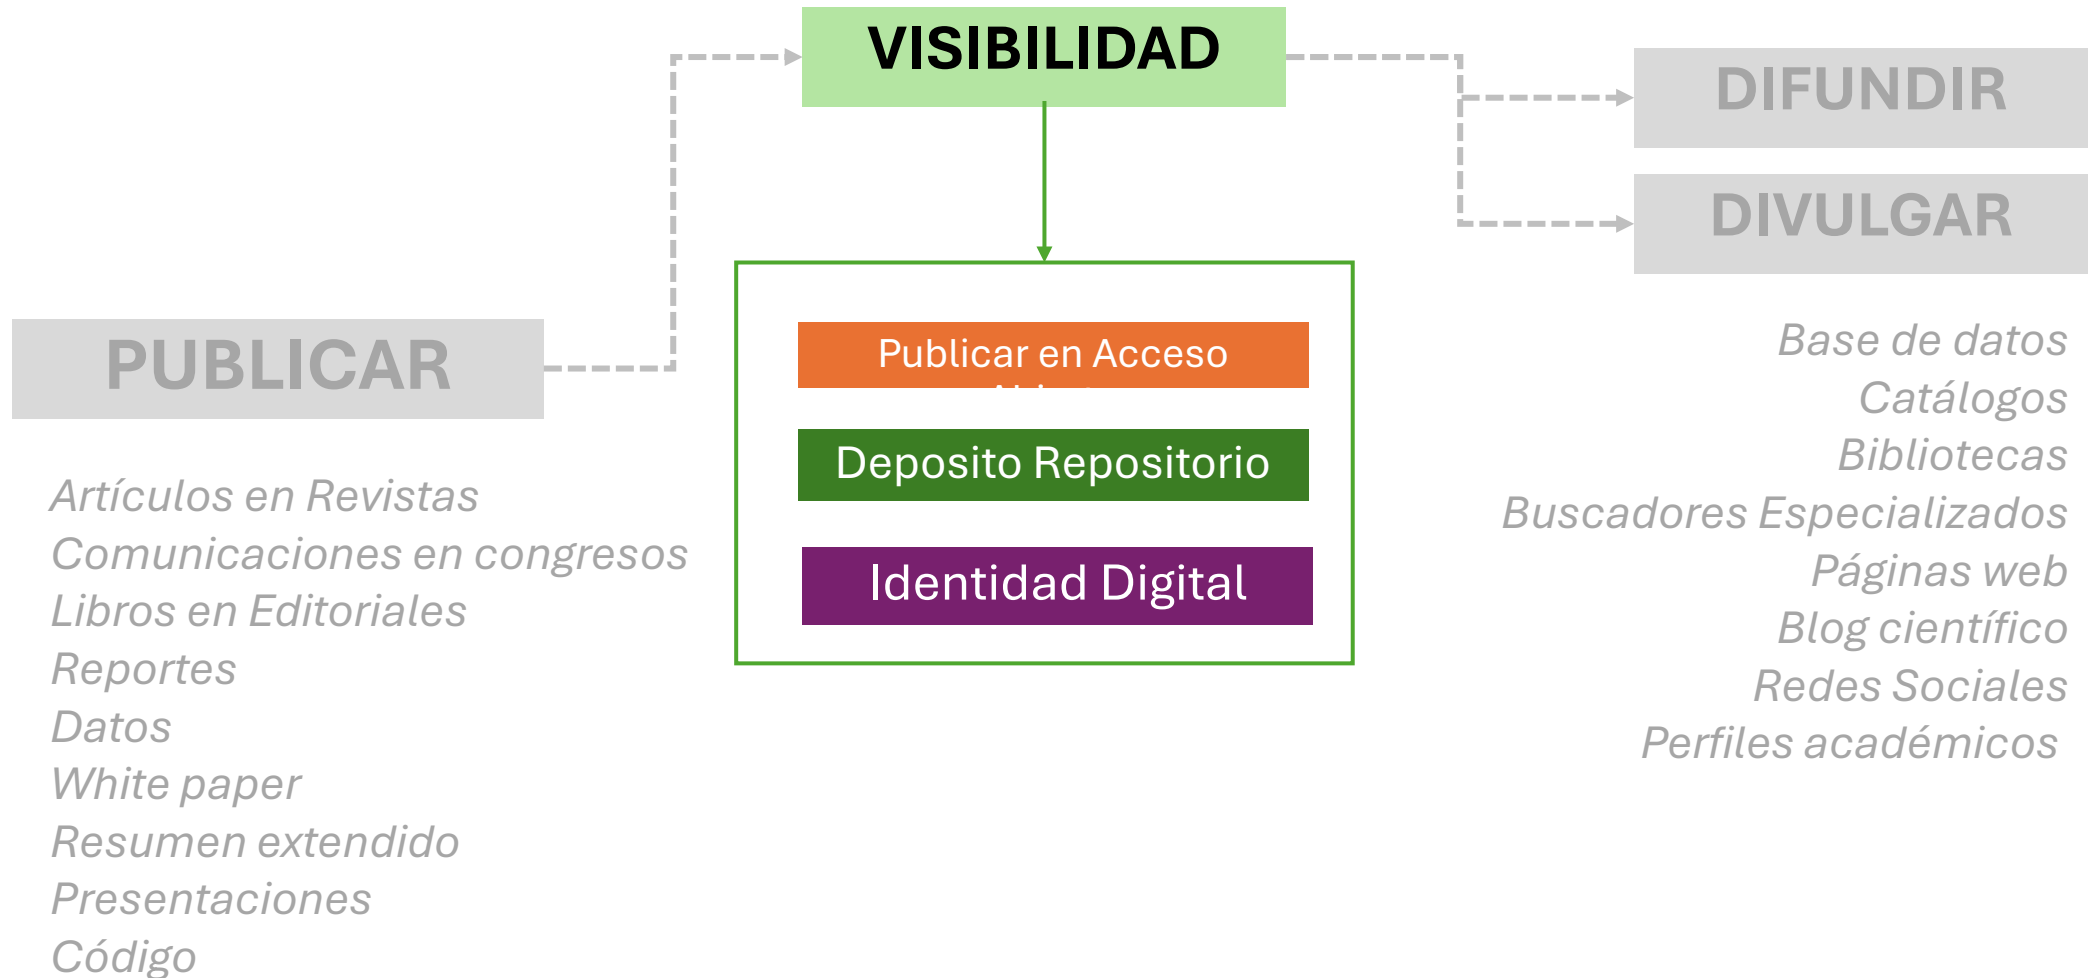 VISIBILIDAD
DIFUNDIR
DIVULGAR
PUBLICAR
Artículos en Revistas
Comunicaciones en congresos
Libros en Editoriales
Reportes
Datos
White paper
Resumen extendido
Presentaciones
Código
Publicar en Acceso
Deposito Repositorio
Identidad Digital
Base de datos
Catálogos
Bibliotecas
Buscadores Especializados
Páginas web
Blog científico
Redes Sociales
Perfiles académicos